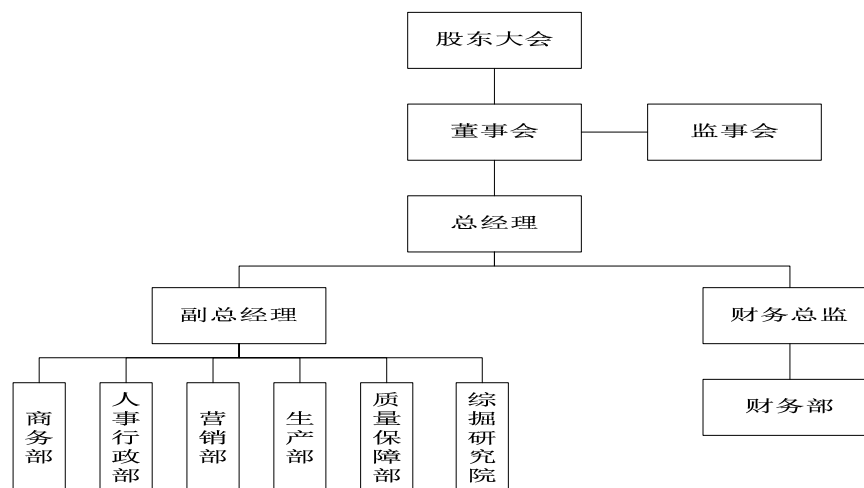 股东大会
董事会
监事会
总经理
副总经理
财务总监
商务部
人事行政部
营销部
生产部
质量保障部
综掘研究院
财务部